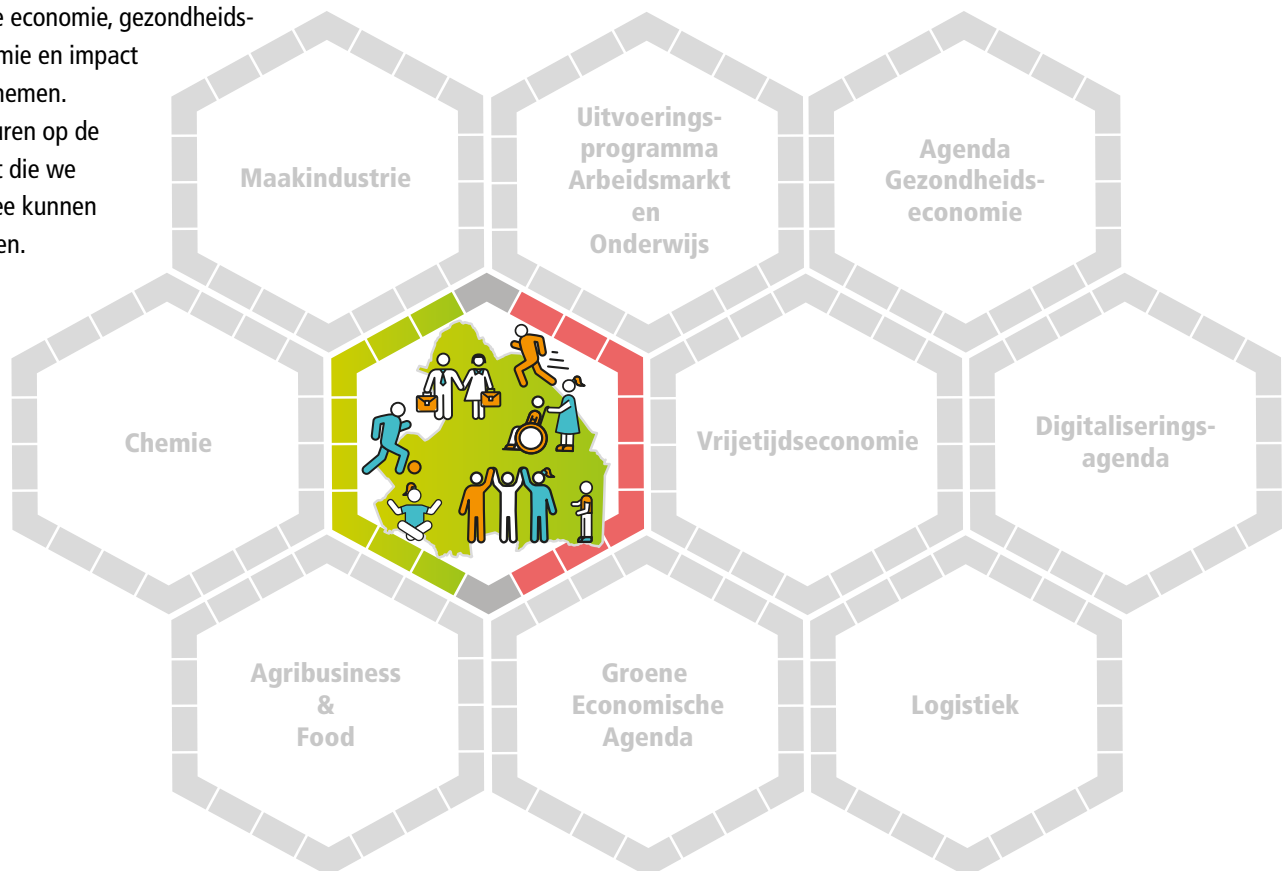 e economie, gezondheids-
mie en impact
nemen.
uren op de
t die we
ee kunnen
en.
Maakindustrie
Uitvoerings-
programma
Arbeidsmarkt
en
Onderwijs
Agenda
Gezondheids-
economie
Chemie
Vrijetijdseconomie
Digitaliserings-
agenda
Agribusiness
&
Food
Groene
Economische
Agenda
Logistiek